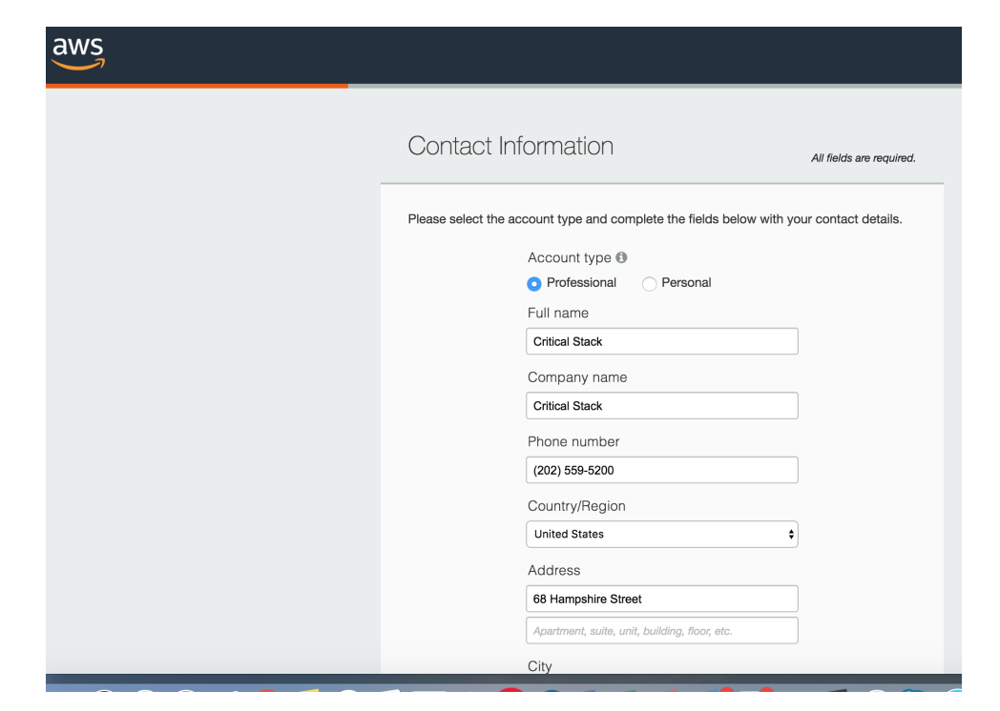 aws
Contact Information
All fields are required.
Please select the account type and complete the fields below with your contact details.
Account type
Professional Personal
Full name
Critical Stack
Company name
Critical Stack
Phone number
(202) 559-5200
Country/Region
United States
Address
68 Hampshire Street
Apartment, suite, unit, building, floor, etc.
City